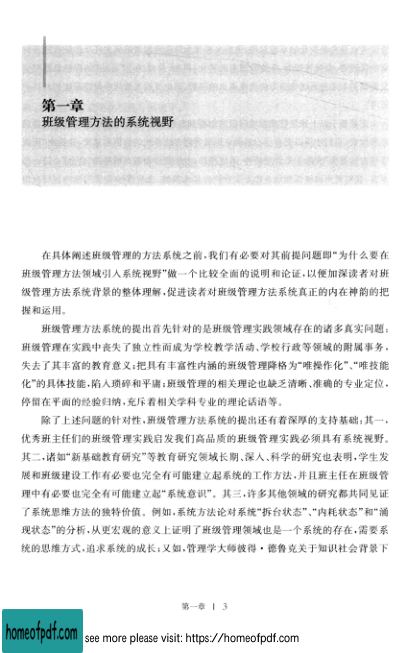 第一章
班级管理方法的系统视野
在具体阐述班级管理的方法系统之前,我们有必要对其前提问题即“为什么要在
班级管理方法领域引入系统视野”做一个比较全面的说明和论证,以便加深读者对班
级管理方法系统背景的整体理解,促进读者对班级管理方法系统真正的内在神韵的把
握和运用。
班级管理方法系统的提出首先针对的是班级管理实践领域存在的诸多真实问题:
班级管理在实践中丧失了独立性而成为学校教学活动、学校行政等领域的附属事务,
失去了其丰富的教育意义;把具有丰富性内涵的班级管理降格为“唯操作化”、“唯技能
化”的具体技能,陷入琐碎和平庸;班级管理的相关理论也缺乏清晰、准确的专业定位,
停留在平面的经验归纳,充斥着相关学科专业的理论话语等。
除了上述问题的针对性,班级管理方法系统的提出还有着深厚的支持基础:其一,
优秀班主任们的班级管理实践启发我们高品质的班级管理实践必须具有系统视野。
其二,诸如“新基础教育研究”等教育研究领域长期、深入、科学的研究也表明,学生发
展和班级建设工作有必要也完全有可能建立起系统的工作方法,并且班主任在班级管
理中有必要也完全有可能建立起“系统意识”。其三,许多其他领域的研究都共同见证
了系统思维方法的独特价值。例如,系统方法论对系统“拆台状态”、“内耗状态”和“涌
现状态”的分析,从更宏观的意义上证明了班级管理领域也是一个系统的存在,需要系
统的思维方式,追求系统的成长;又如,管理学大师彼得·德鲁克关于知识社会背景下
第一章 | 3
homeofpdf.com see more please visit: https://homeofpdf.com